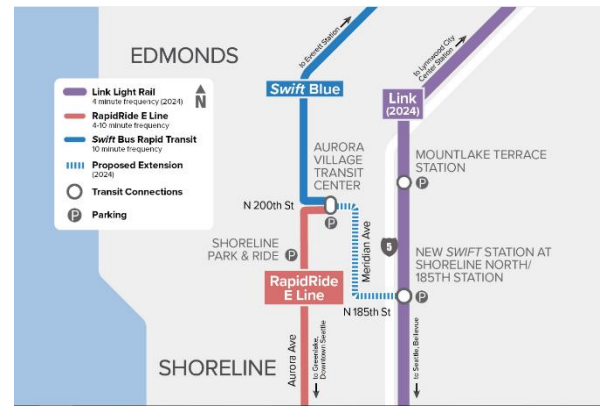 EDMONDS
to Everett Station
to Lynnwood City
Center Station
Link Light Rail
4 minute frequency (2024)
N
RapidRide E Line
4-10 minute frequency
Swift Bus Rapid Transit
10 minute frequency
Proposed Extension
(2024)
Transit Connections
P Parking
Swift Blue
Link
(2024)
AURORA
VILLAGE
TRANSIT
CENTER
MOUNTLAKE TERRACE
STATION
P
N 200th St
P
SHORELINE
PARK & RIDE
P
Meridian Ave
5
NEW SWIFT STATION AT
SHORELINE NORTH/
185TH STATION
P
RapidRide
E Line
N 185th St
SHORELINE
Aurora Ave
to Greenlake,
Downtown Seattle
to Seattle, Bellevue